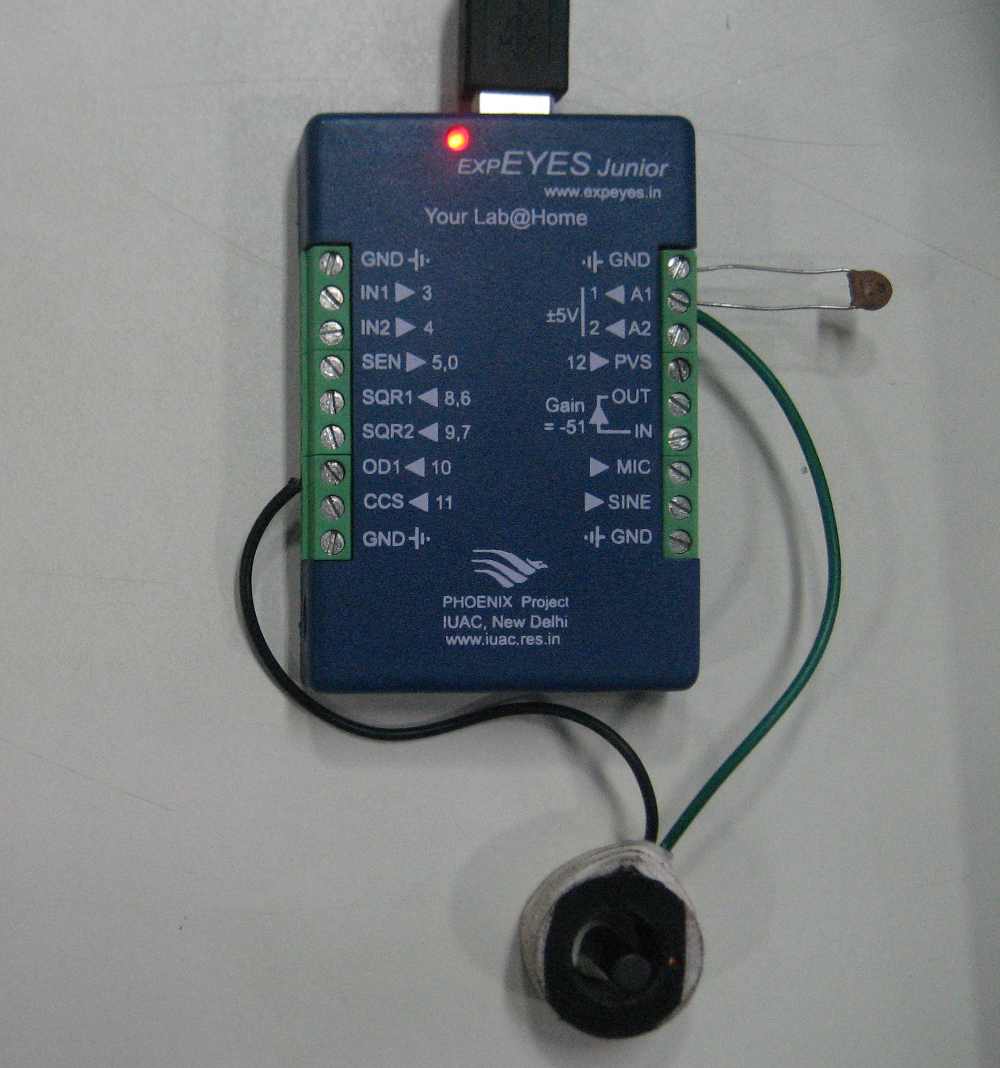 EXPEYES Junior
www.expeyes.in
Your Lab@Home
GND
IN1 3
IN2 4
SEN 5,0
SQR1 8,6
SQR2 9,7
OD1 10
CCS 11
GND
GND
1 A1
±5V
2 A2
12 PVS
OUT
Gain
= -51
IN
MIC
SINE
GND
PHOENIX Project
IUAC, New Delhi
www.iuac.res.in